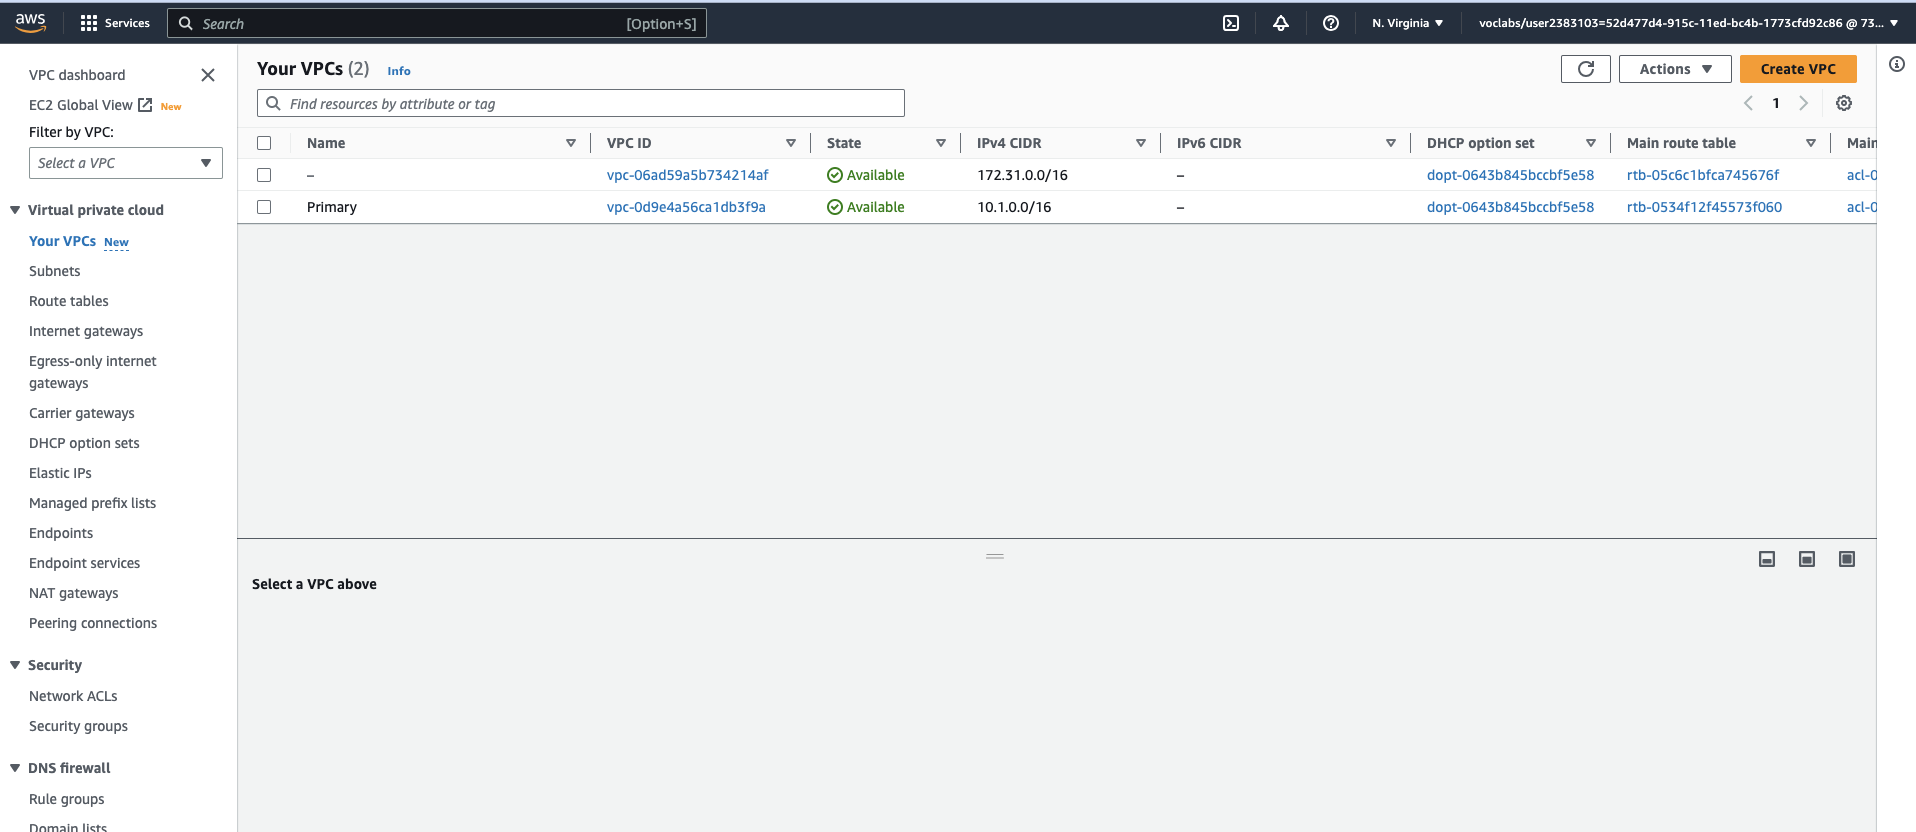 aws
Services
Search
[Option+S]
N. Virginia
voclabs/user2383103=52d477d4-915c-11ed-bc4b-1773cfd92c86 @ 73...
VPC dashboard
EC2 Global View New
Filter by VPC:
Select a VPC
Virtual private cloud
Your VPCs New
Subnets
Route tables
Internet gateways
Egress-only internet
gateways
Carrier gateways
DHCP option sets
Elastic IPs
Managed prefix lists
Endpoints
Endpoint services
NAT gateways
Peering connections
Security
Network ACLs
Security groups
DNS firewall
Rule groups
Domain lists
Your VPCs (2) Info
Actions
Create VPC
Find resources by attribute or tag
1
Name VPC ID State IPv4 CIDR IPv6 CIDR DHCP option set Main route table Main
– vpc-06ad59a5b734214af Available 172.31.0.0/16 – dopt-0643b845bccbf5e58 rtb-05c6c1bfca745676f acl-0
Primary vpc-0d9e4a56ca1db3f9a Available 10.1.0.0/16 – dopt-0643b845bccbf5e58 rtb-0534f12f45573f060 acl-0
Select a VPC above